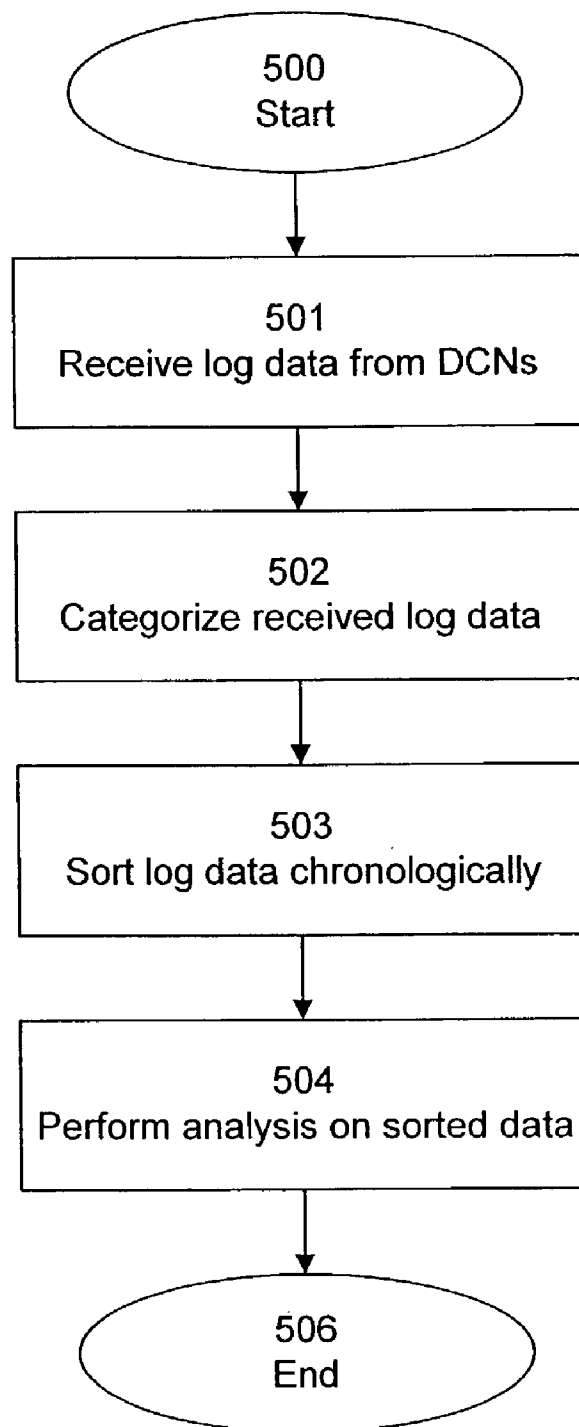 500
Start
501
Receive log data from DCNs
502
Categorize received log data
503
Sort log data chronologically
504
Perform analysis on sorted data
506
End